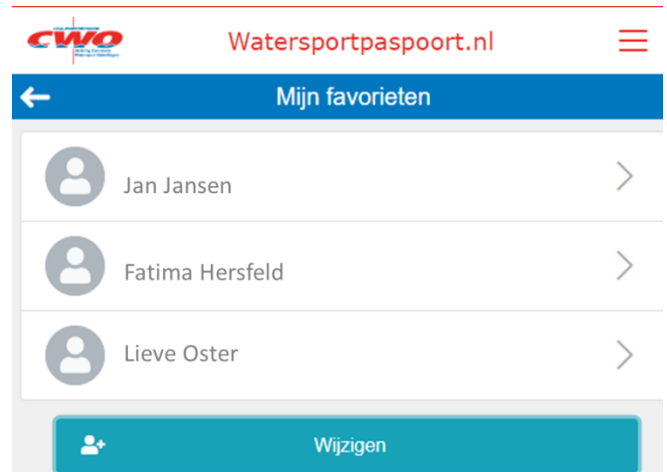 CWO
Watersportpaspoort.nl
Mijn favorieten
Jan Jansen
Fatima Hersfeld
Lieve Oster
Wijzigen